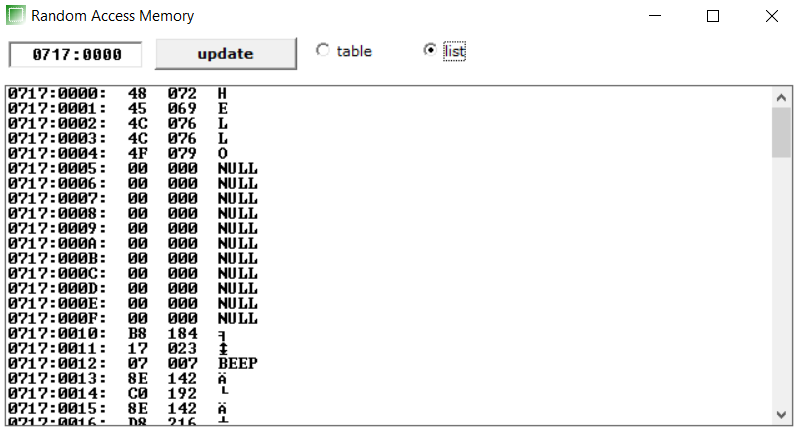 Random Access Memory
0717:0000 update table list
0717:0000: 48 072 H
0717:0001: 45 069 E
0717:0002: 4C 076 L
0717:0003: 4C 076 L
0717:0004: 4F 079 O
0717:0005: 00 000 NULL
0717:0006: 00 000 NULL
0717:0007: 00 000 NULL
0717:0008: 00 000 NULL
0717:0009: 00 000 NULL
0717:000A: 00 000 NULL
0717:000B: 00 000 NULL
0717:000C: 00 000 NULL
0717:000D: 00 000 NULL
0717:000E: 00 000 NULL
0717:000F: 00 000 NULL
0717:0010: B8 184 ╕
0717:0011: 17 023 ↨
0717:0012: 07 007 BEEP
0717:0013: 8E 142 Ä
0717:0014: C0 192 └
0717:0015: 8E 142 Ä
0717:0016: D8 216 ╧